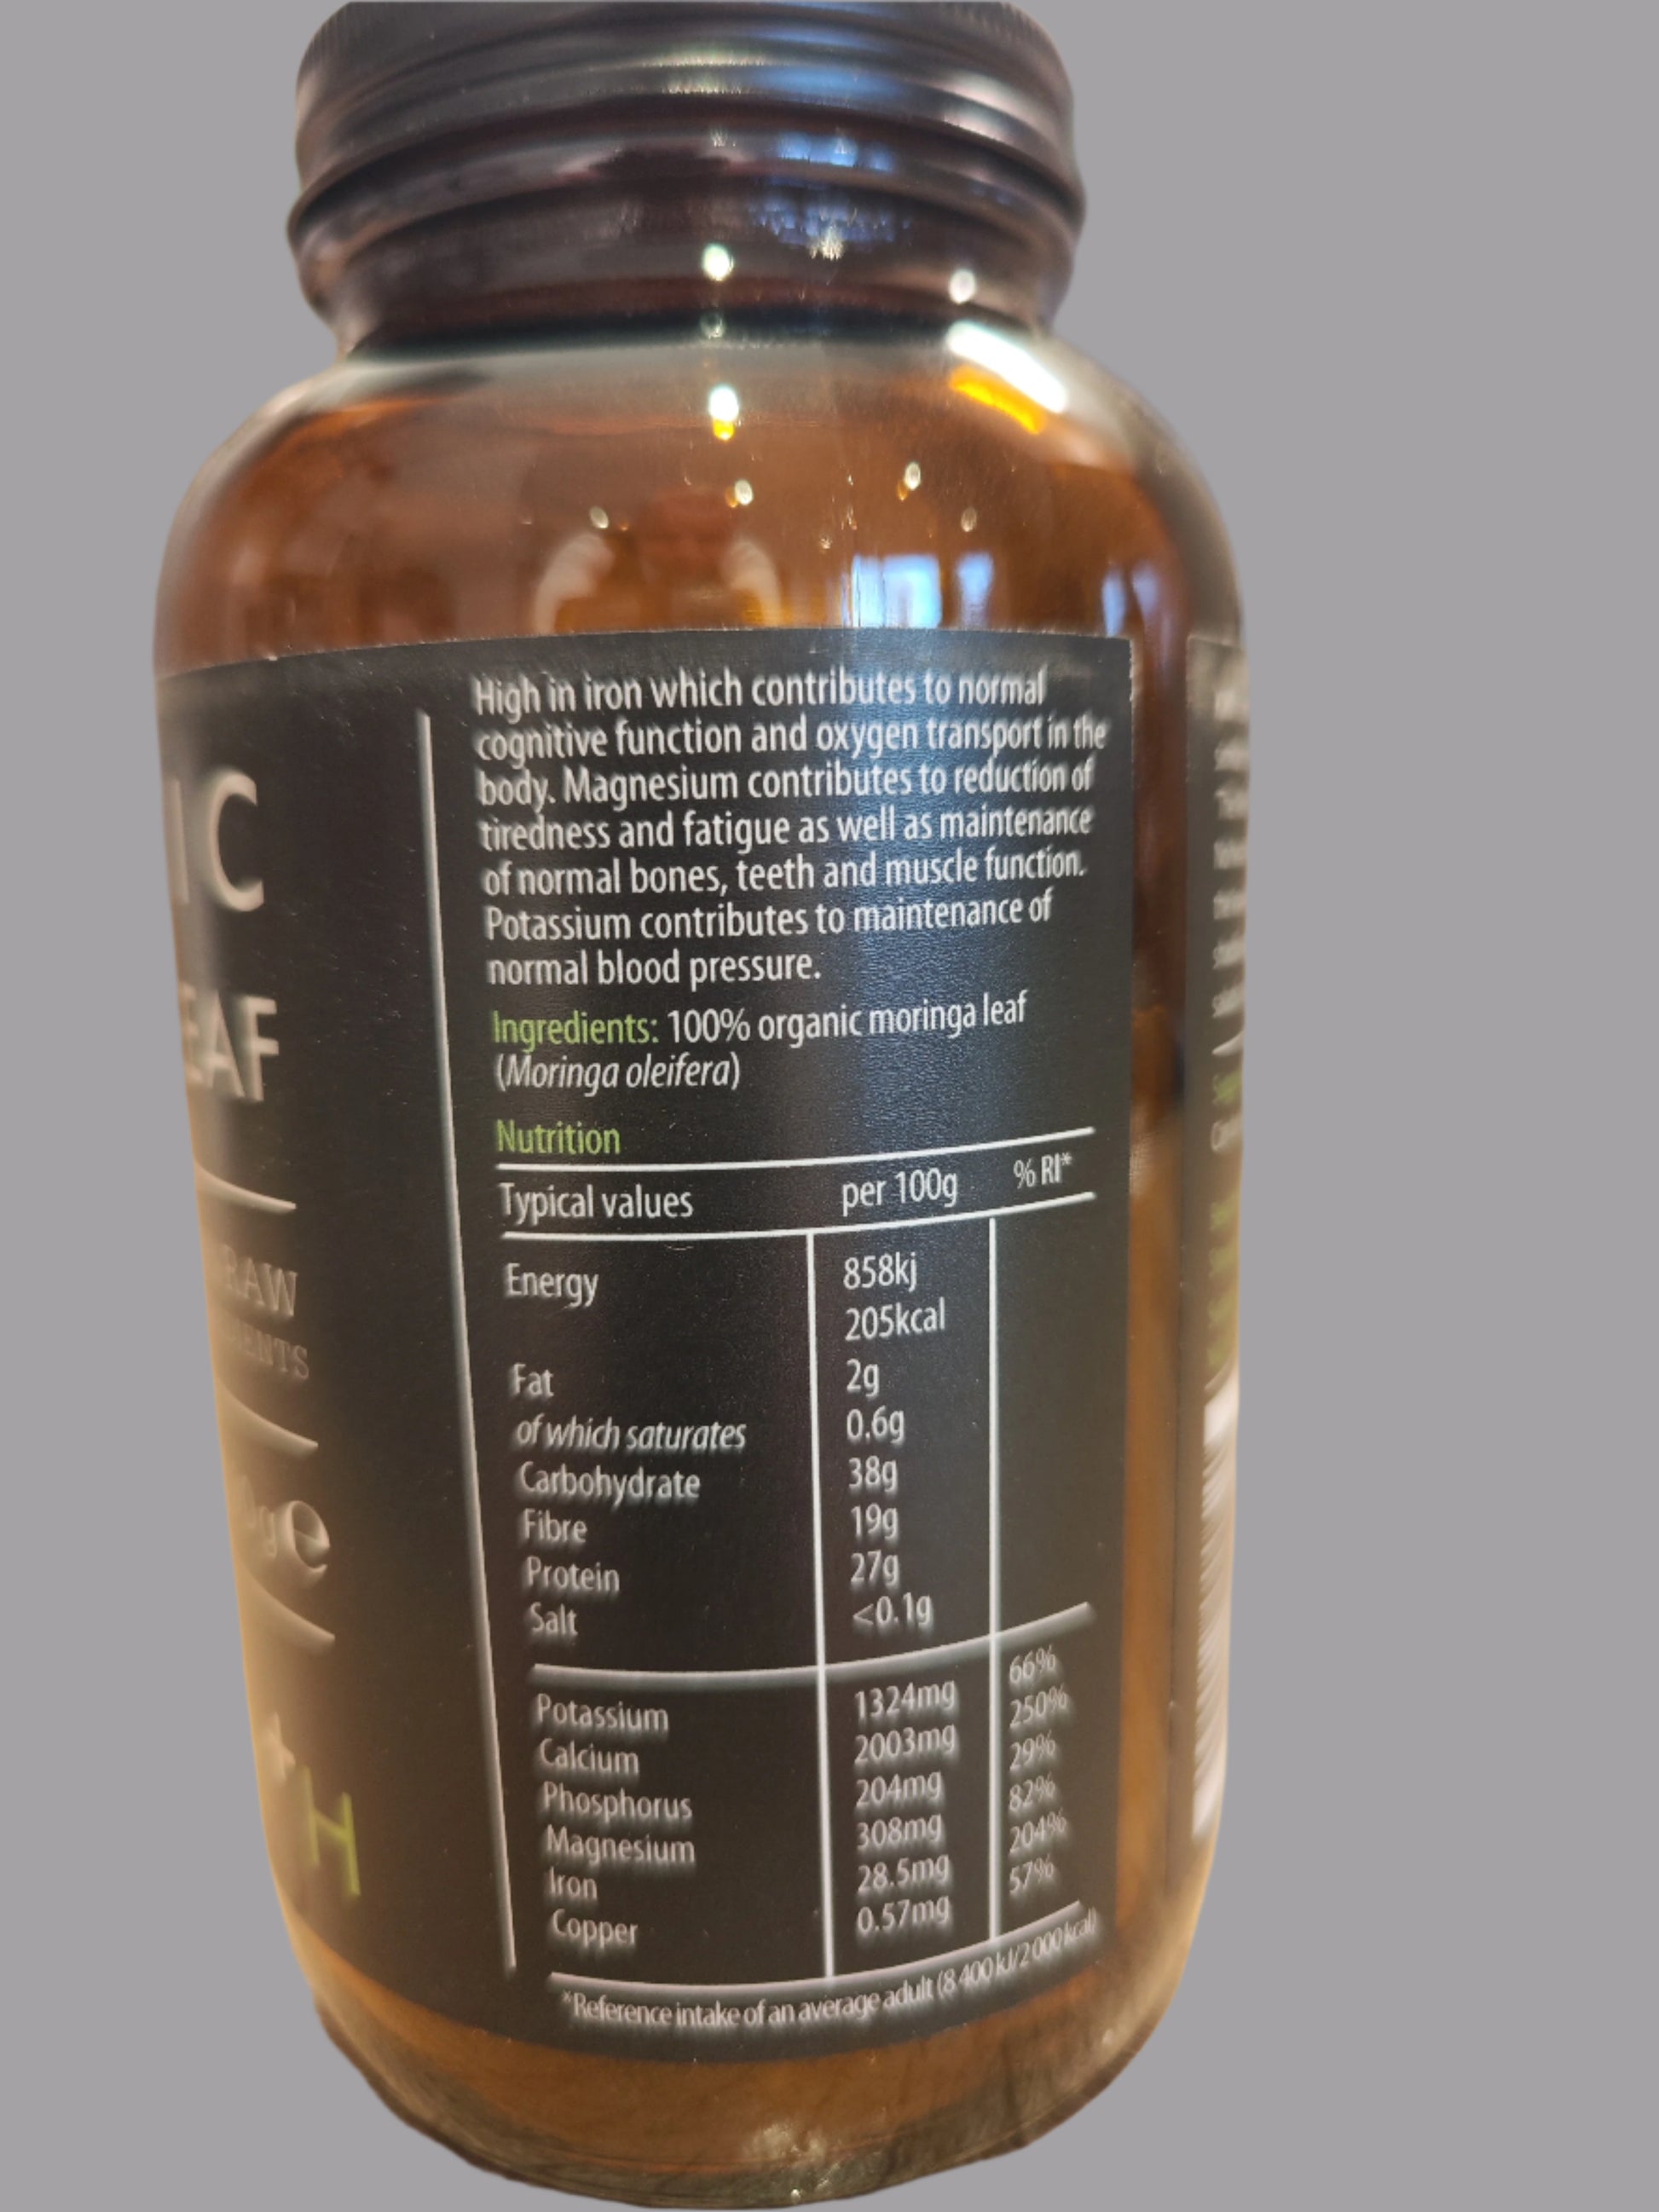 IC
EAF
RAW
ENTS
ge
+
H
High in iron which contributes to normal
cognitive function and oxygen transport in the
body. Magnesium contributes to reduction of
tiredness and fatigue as well as maintenance
of normal bones, teeth and muscle function.
Potassium contributes to maintenance of
normal blood pressure.
Ingredients: 100% organic moringa leaf
(Moringa oleifera)
Nutrition
Typical values per 100g % RI*
Energy 858kj
205kcal
Fat 2g
of which saturates 0.6g
Carbohydrate 38g
Fibre 19g
Protein 27g
Salt <0.1g
Potassium 1324mg 66%
Calcium 2003mg 250%
Phosphorus 204mg 29%
Magnesium 308mg 82%
Iron 28.5mg 204%
Copper 0.57mg 57%
*Reference intake of an average adult (8 400 kJ/2 000 kcal)